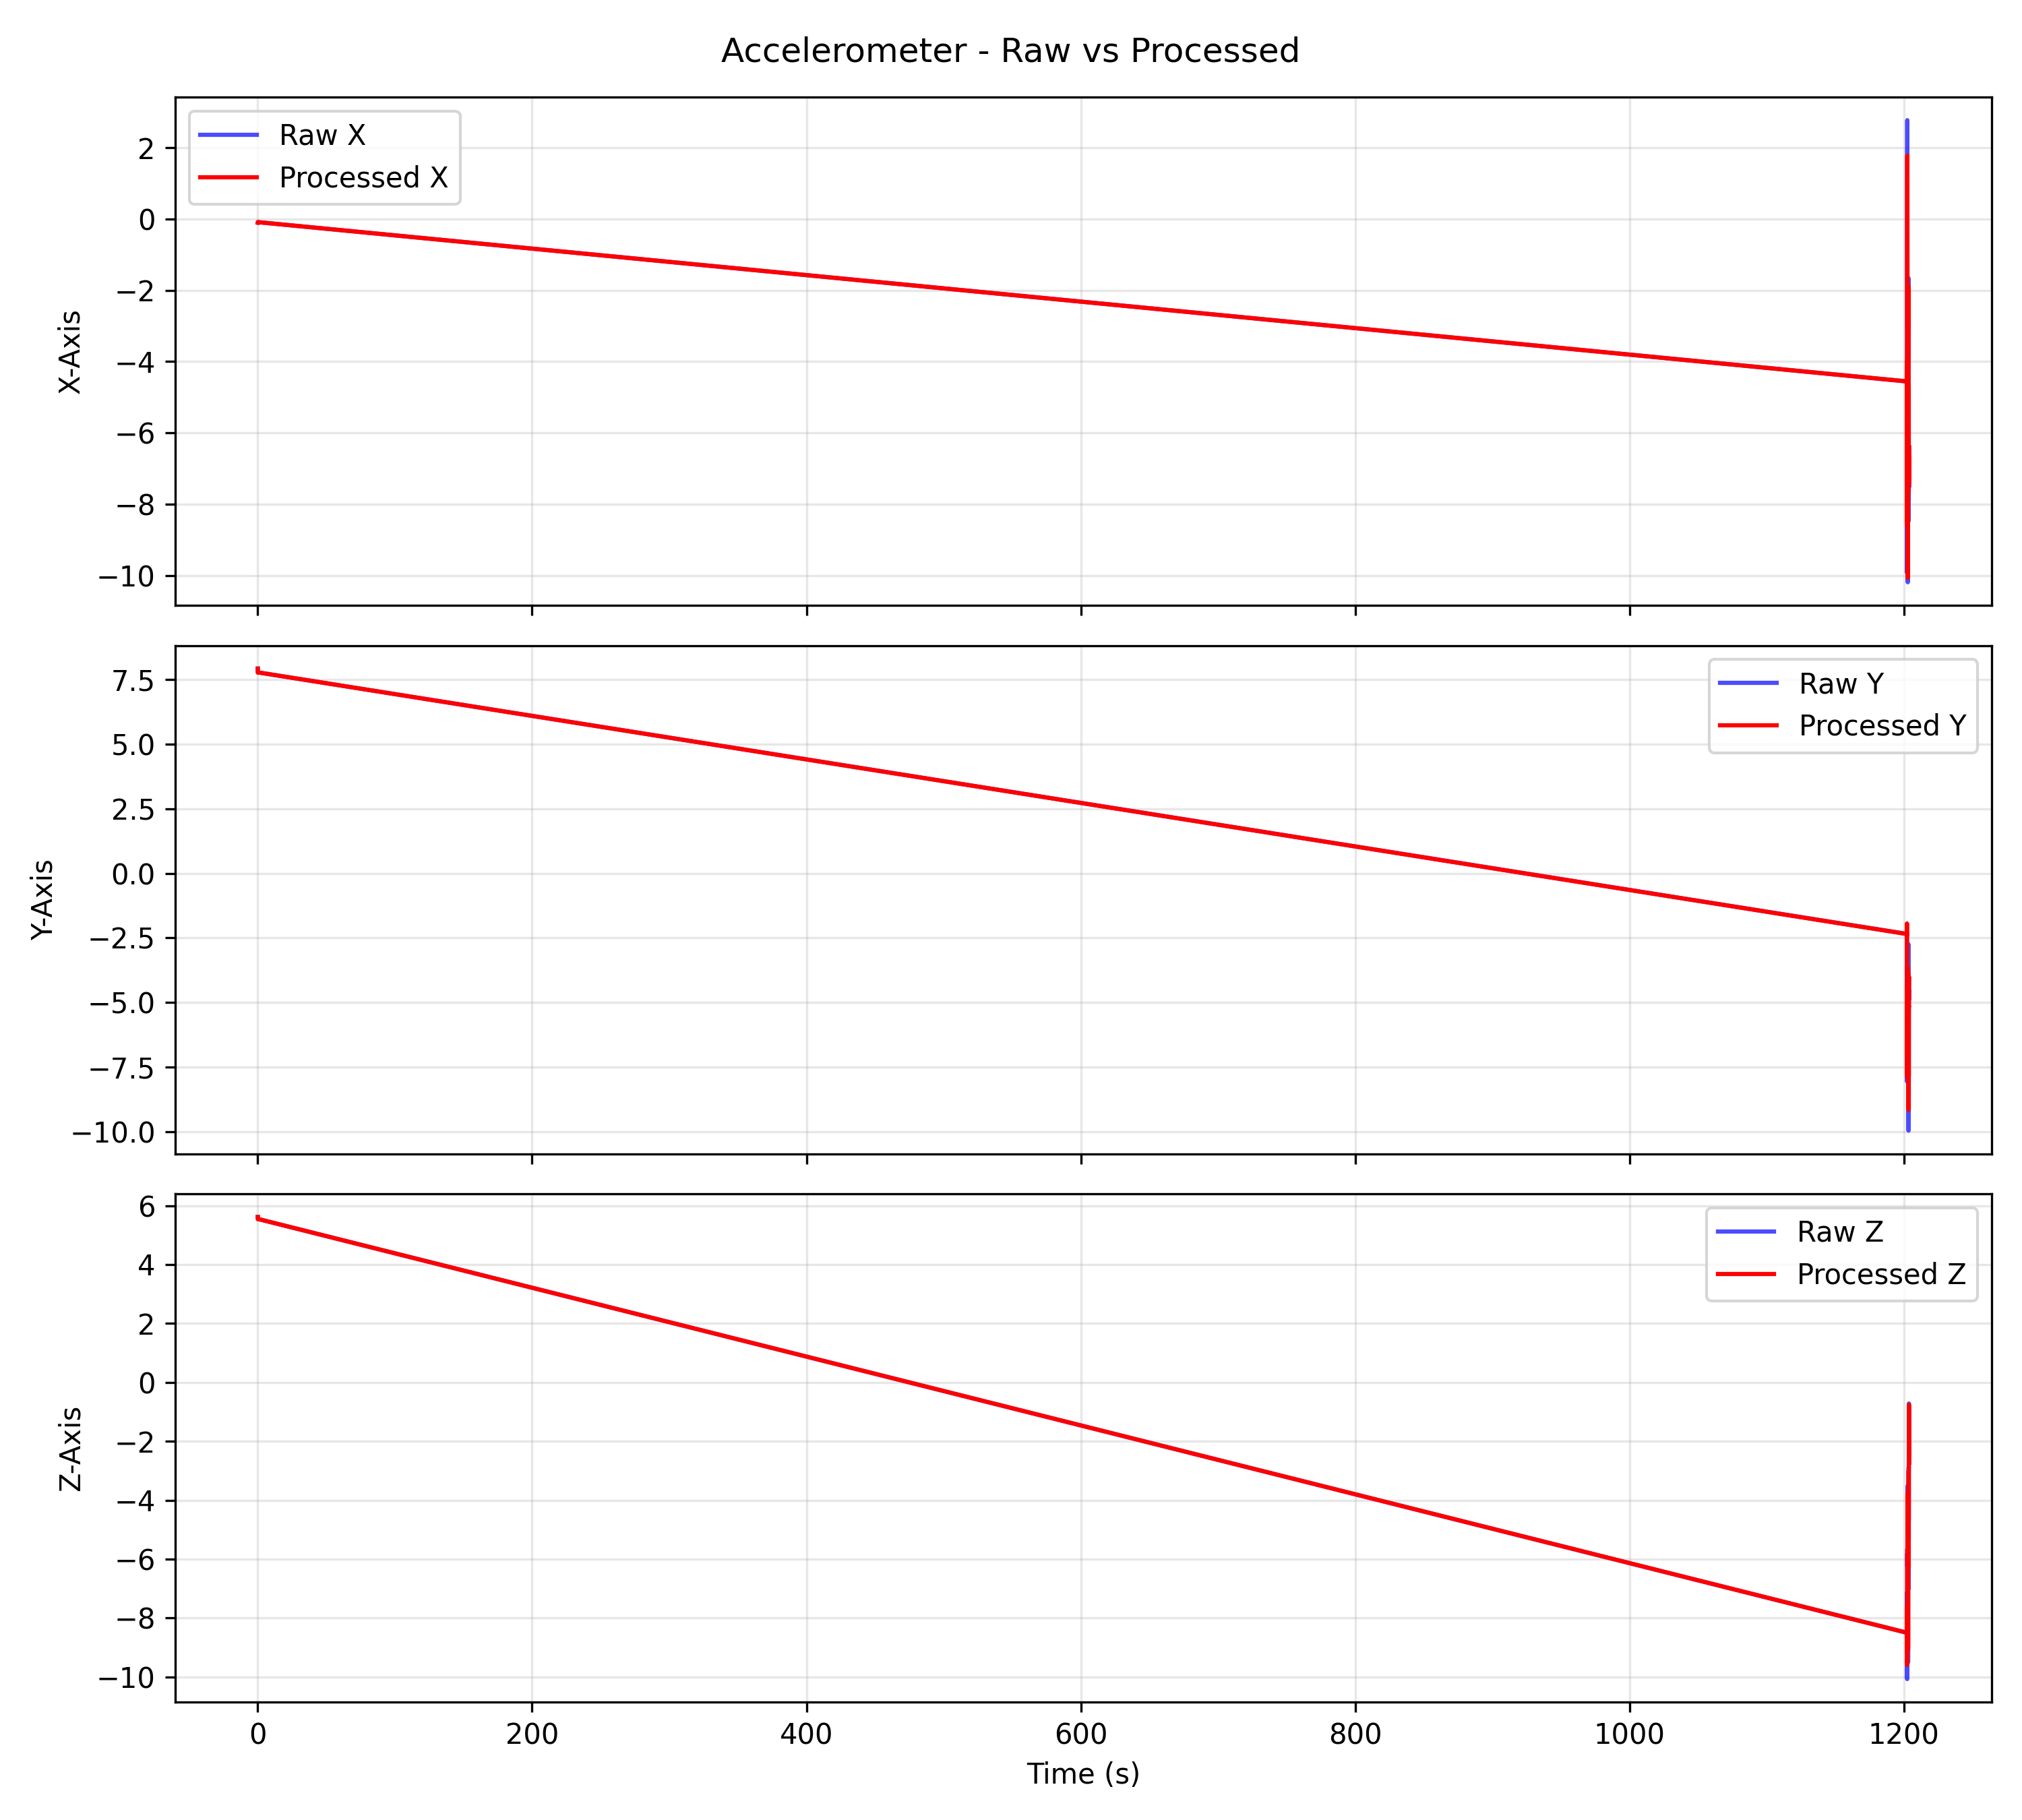 Accelerometer - Raw vs Processed
Raw X
Processed X
2
0
−2
−4
−6
−8
−10
X-Axis
Raw Y
Processed Y
7.5
5.0
2.5
0.0
−2.5
−5.0
−7.5
−10.0
Y-Axis
Raw Z
Processed Z
6
4
2
0
−2
−4
−6
−8
−10
Z-Axis
0 200 400 600 800 1000 1200
Time (s)